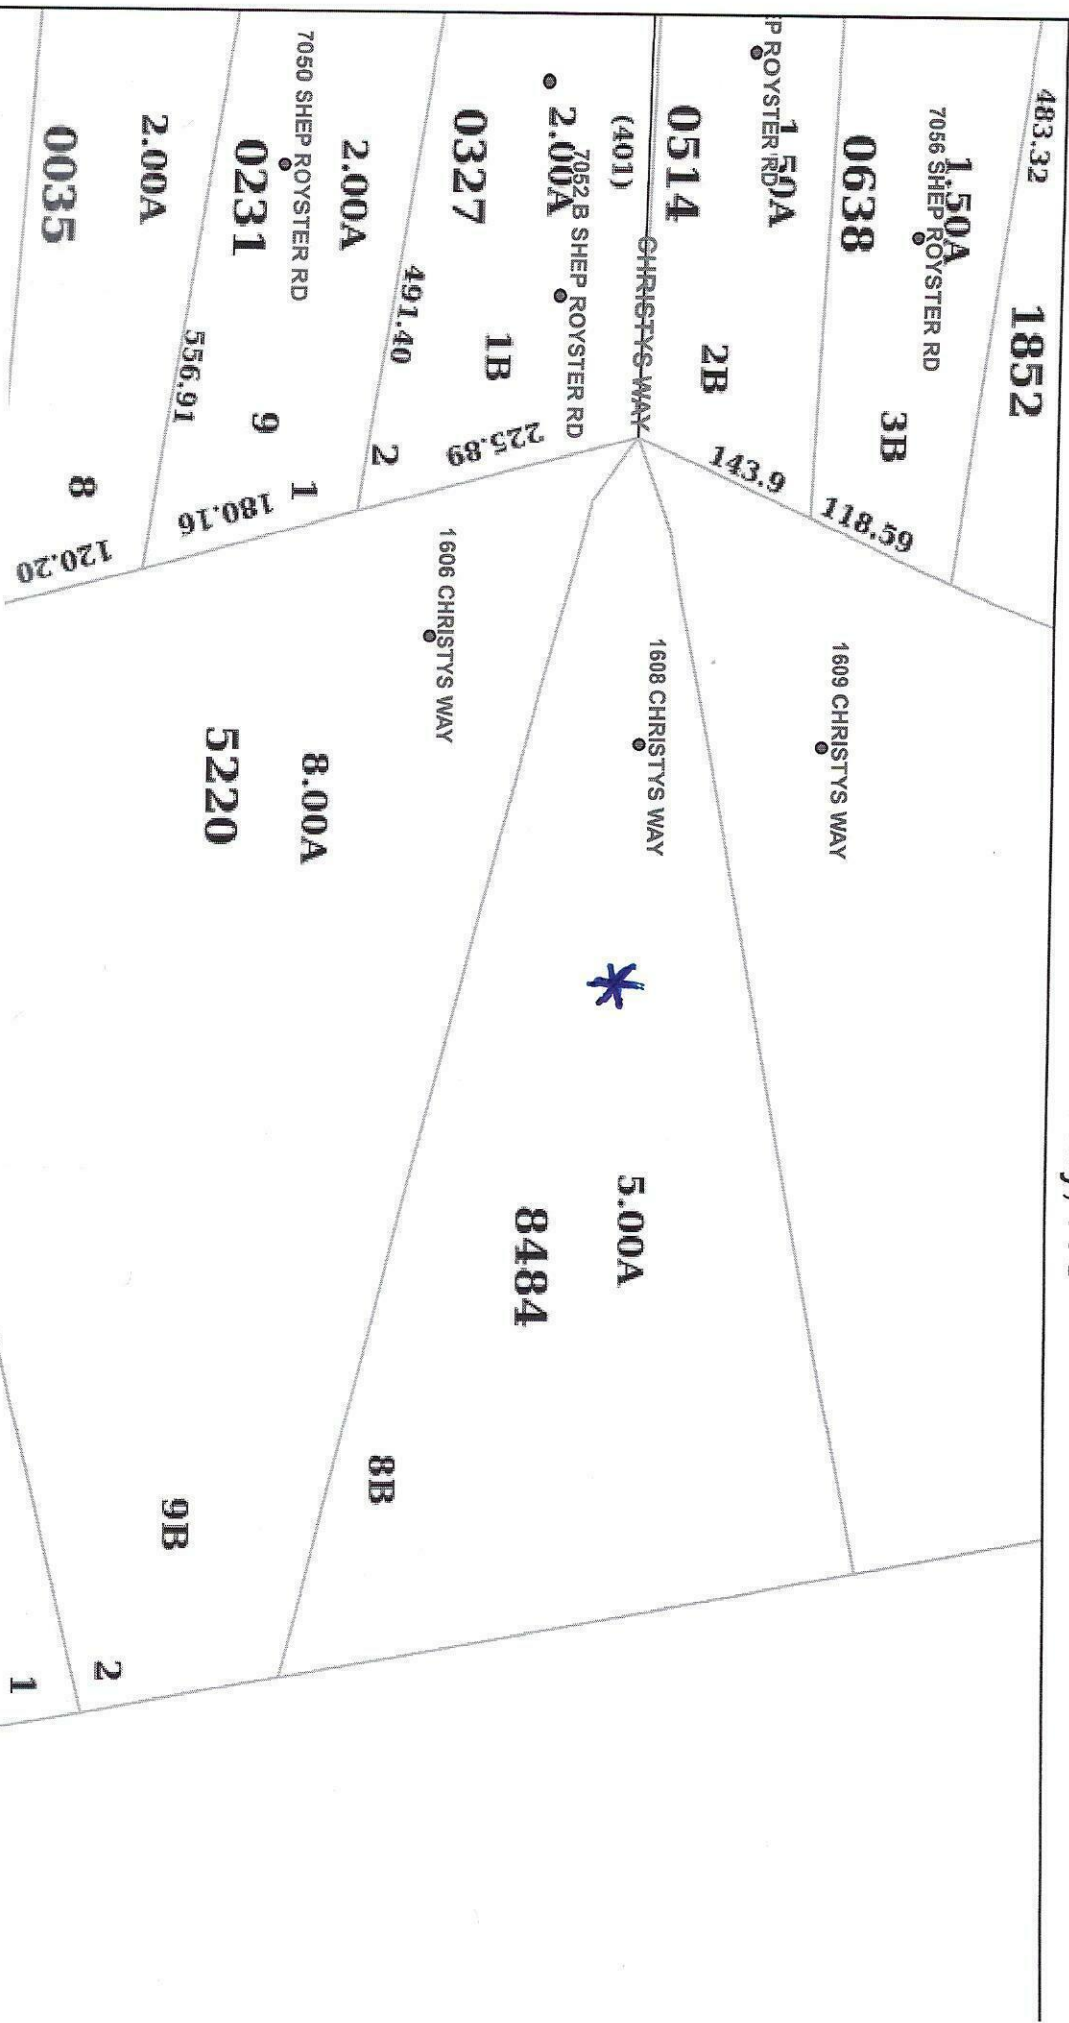 483.32
1852
1.50A
7056 SHEP ROYSTER RD
0638
3B
118.59
1.50A
EP ROYSTER RD
0514
2B
143.9
CHRISTYS WAY
(401)
2.00A
7052 B SHEP ROYSTER RD
0327
1B
225.89
491.40
2
2.00A
7050 SHEP ROYSTER RD
0231
9
1
180.16
556.91
2.00A
0035
8
120.20
1609 CHRISTYS WAY
1608 CHRISTYS WAY
5.00A
8484
8B
1606 CHRISTYS WAY
8.00A
5220
9B
2
1